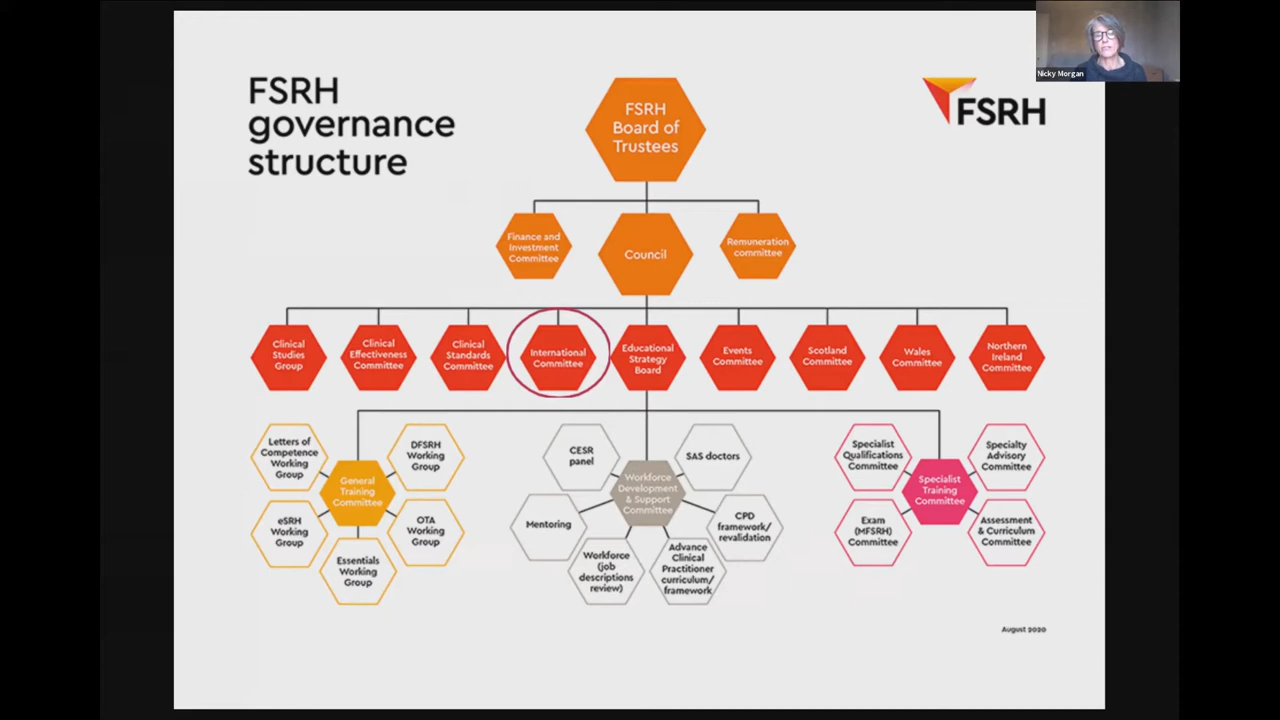 Nicky Morgan
FSRH
governance
structure
FSRH
FSRH
Board of
Trustees
Finance and
Investment
Committee
Council
Remuneration
committee
Clinical
Studies
Group
Clinical
Effectiveness
Committee
Clinical
Standards
Committee
International
Committee
Educational
Strategy
Board
Events
Committee
Scotland
Committee
Wales
Committee
Northern
Ireland
Committee
Letters of
Competence
Working
Group
DFSRH
Working
Group
General
Training
Committee
eSRH
Working
Group
OTA
Working
Group
Essentials
Working
Group
CESR
panel
SAS doctors
Workforce
Development
& Support
Committee
Mentoring
CPD
framework/
revalidation
Workforce
(job
descriptions
review)
Advance
Clinical
Practitioner
curriculum/
framework
Specialist
Qualifications
Committee
Specialty
Advisory
Committee
Specialist
Training
Committee
Exam
(MFSRH)
Committee
Assessment
& Curriculum
Committee
August 2020